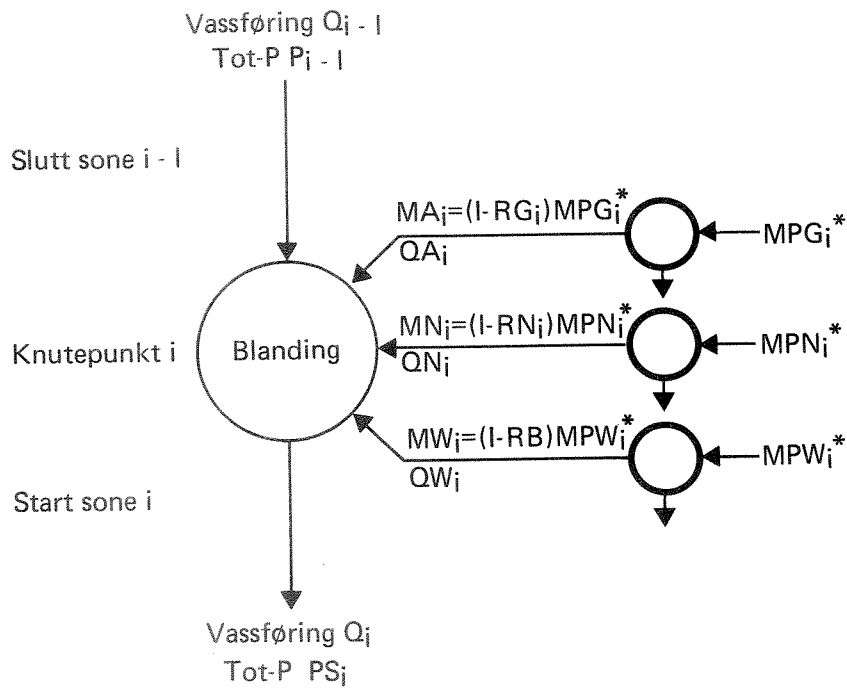 Vassføring Qi - I
Tot-P Pi - I
Slutt sone i - I
MAi=(I-RGi)MPGi*
QAi
MPGi*
Knutepunkt i
Blanding
MNi=(I-RNi)MPNi*
QNi
MPNi*
MWi=(I-RB)MPWi*
QWi
MPWi*
Start sone i
Vassføring Qi
Tot-P PSi